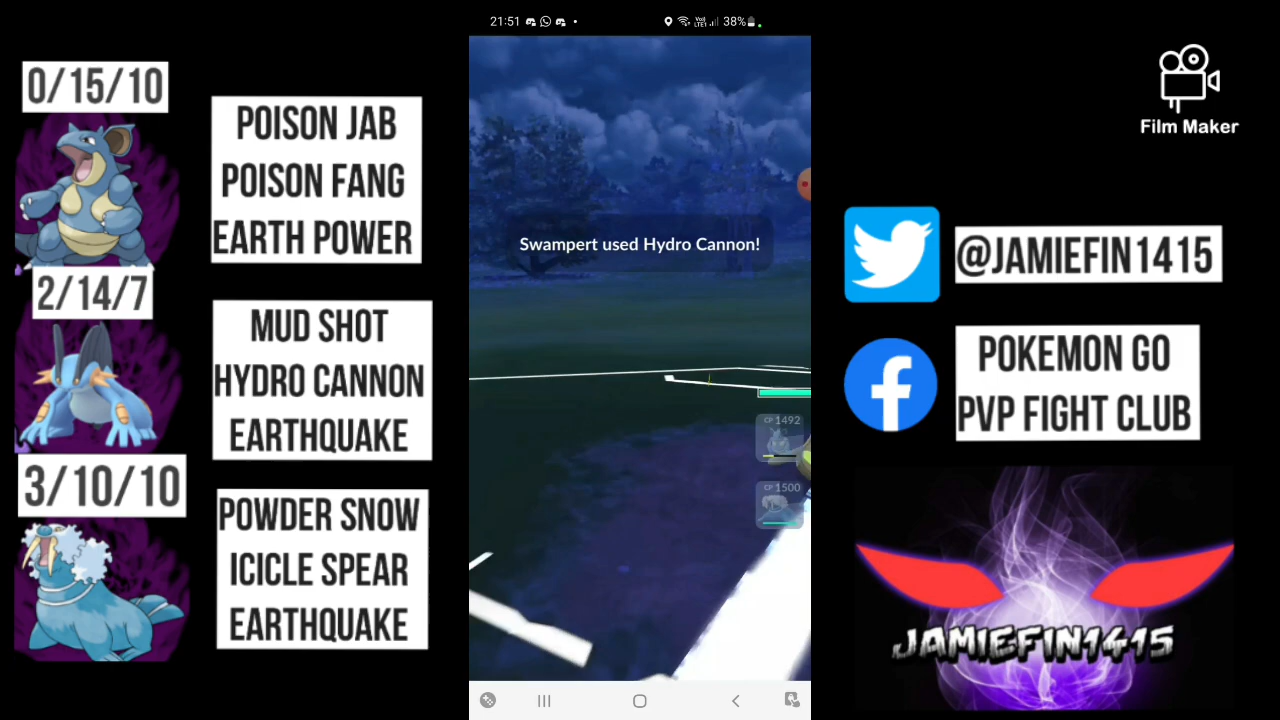 0/15/10
POISON JAB
POISON FANG
EARTH POWER
2/14/7
MUD SHOT
HYDRO CANNON
EARTHQUAKE
3/10/10
POWDER SNOW
ICICLE SPEAR
EARTHQUAKE
21:51
38%
Swampert used Hydro Cannon!
CP 1492
CP 1500
Film Maker
@JAMIEFIN1415
POKEMON GO
PVP FIGHT CLUB
JAMIEFIN1415